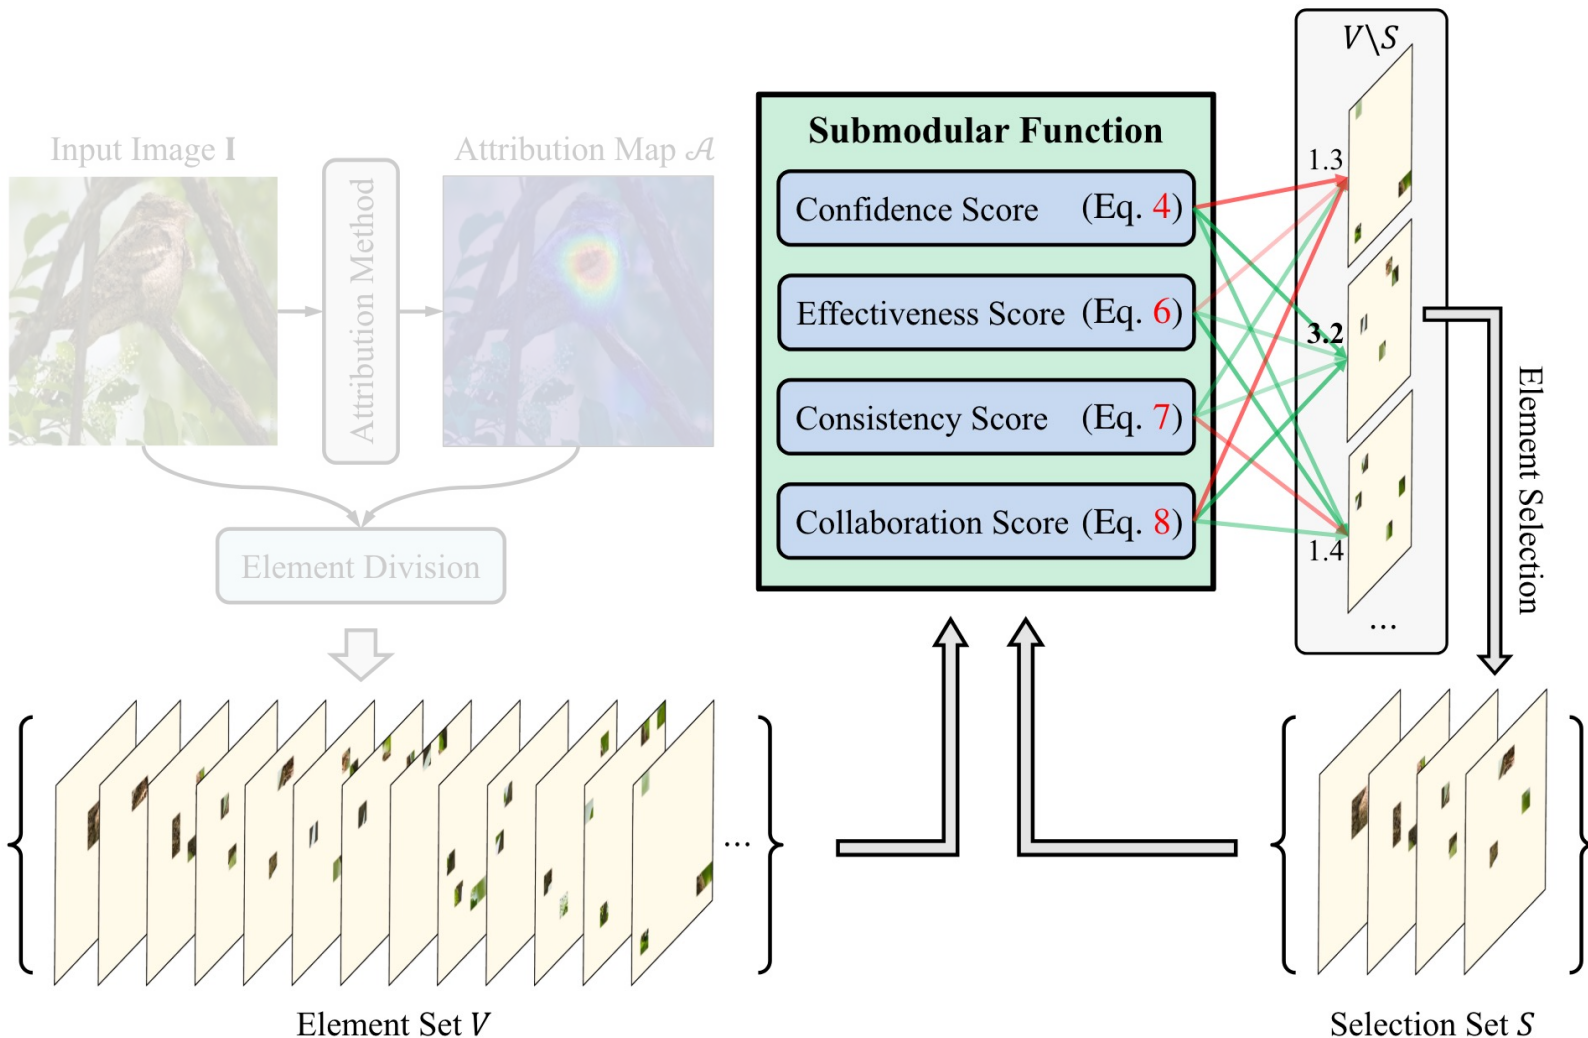 Input Image I
Attribution Method
Attribution Map 𝒜
Element Division
Submodular Function
Confidence Score (Eq. 4)
Effectiveness Score (Eq. 6)
Consistency Score (Eq. 7)
Collaboration Score (Eq. 8)
V\S
1.3
3.2
1.4
...
Element Selection
...
Element Set V
Selection Set S